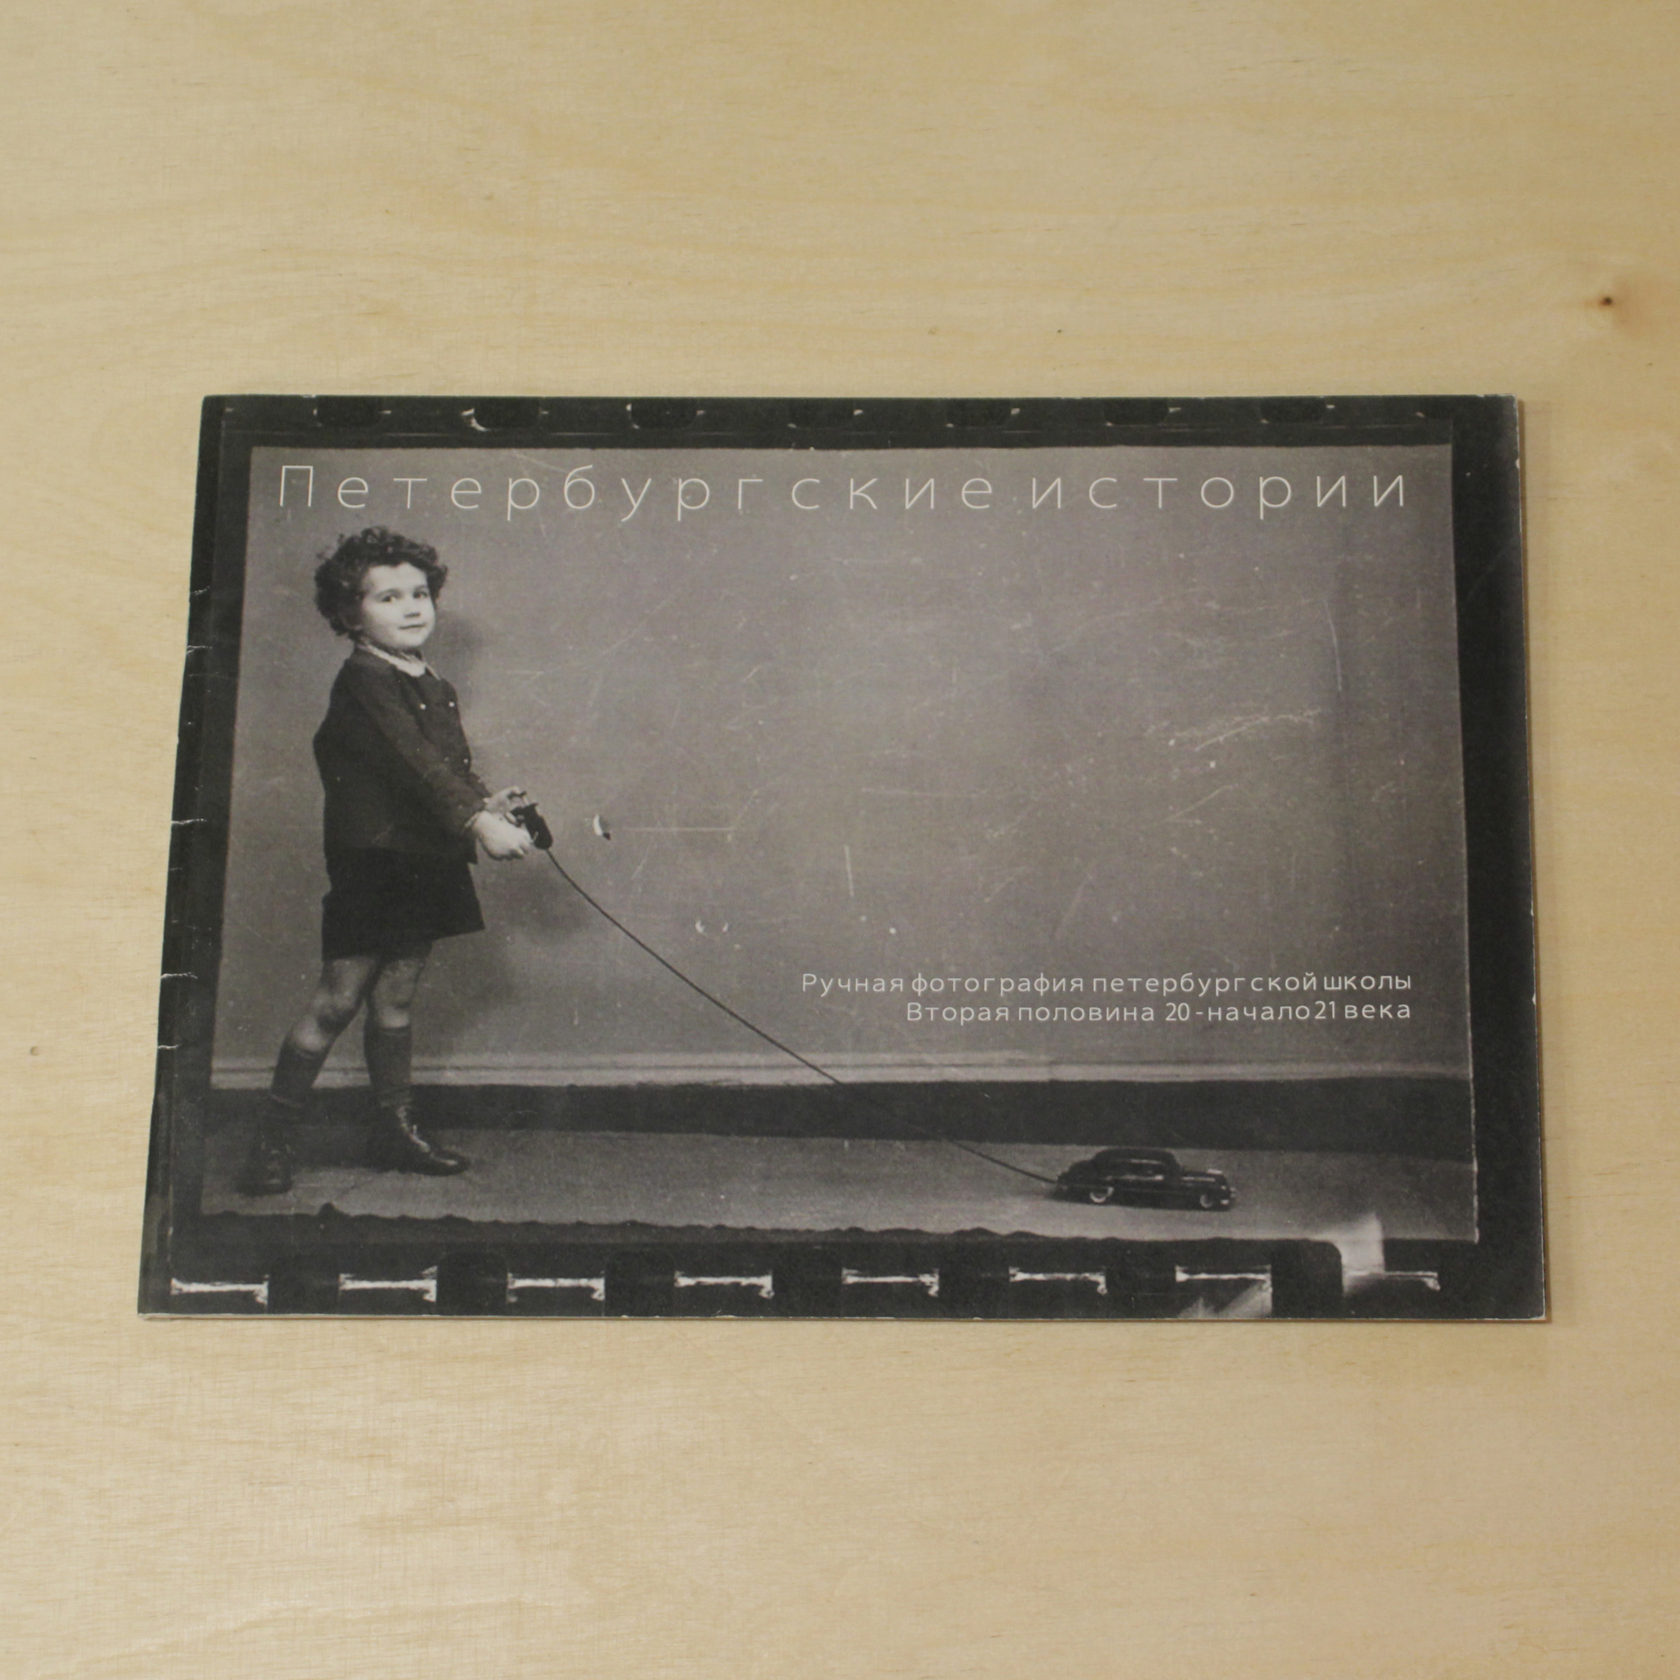 Петербургские истории
Ручная фотография петербургской школы
Вторая половина 20 - начало 21 века